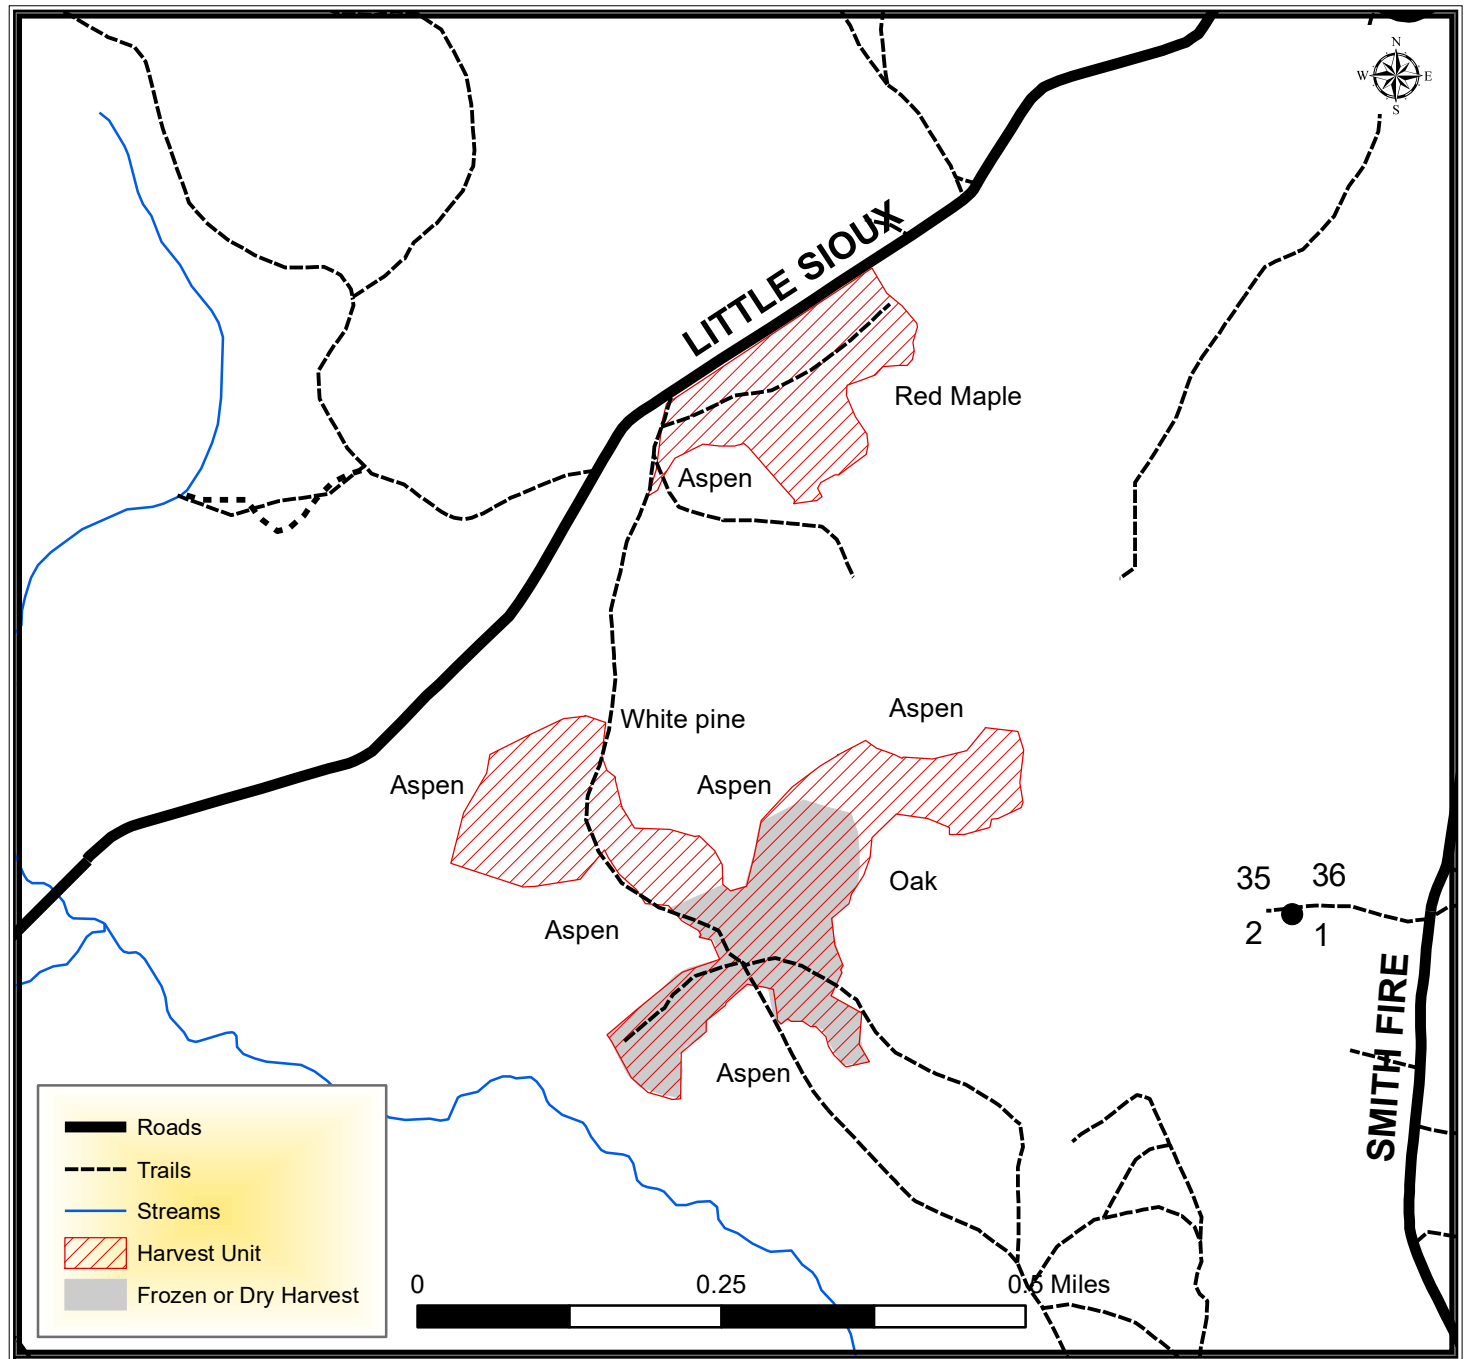 N
W E
S
LITTLE SIOUX
Red Maple
Aspen
Aspen
White pine
Aspen
Aspen
Oak
35 36
2 1
Aspen
SMITH FIRE
Aspen
Roads
Trails
Streams
Harvest Unit
Frozen or Dry Harvest
0 0.25 0.5 Miles